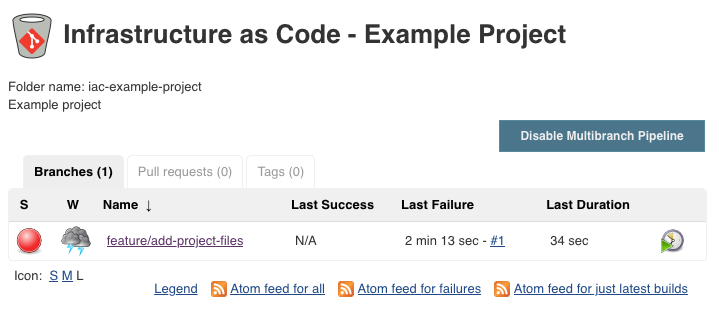 Infrastructure as Code - Example Project
Folder name: iac-example-project
Example project
Disable Multibranch Pipeline
Branches (1) Pull requests (0) Tags (0)
S W Name ↓ Last Success Last Failure Last Duration
feature/add-project-files N/A 2 min 13 sec - #1 34 sec
Icon: S M L
Legend Atom feed for all Atom feed for failures Atom feed for just latest builds